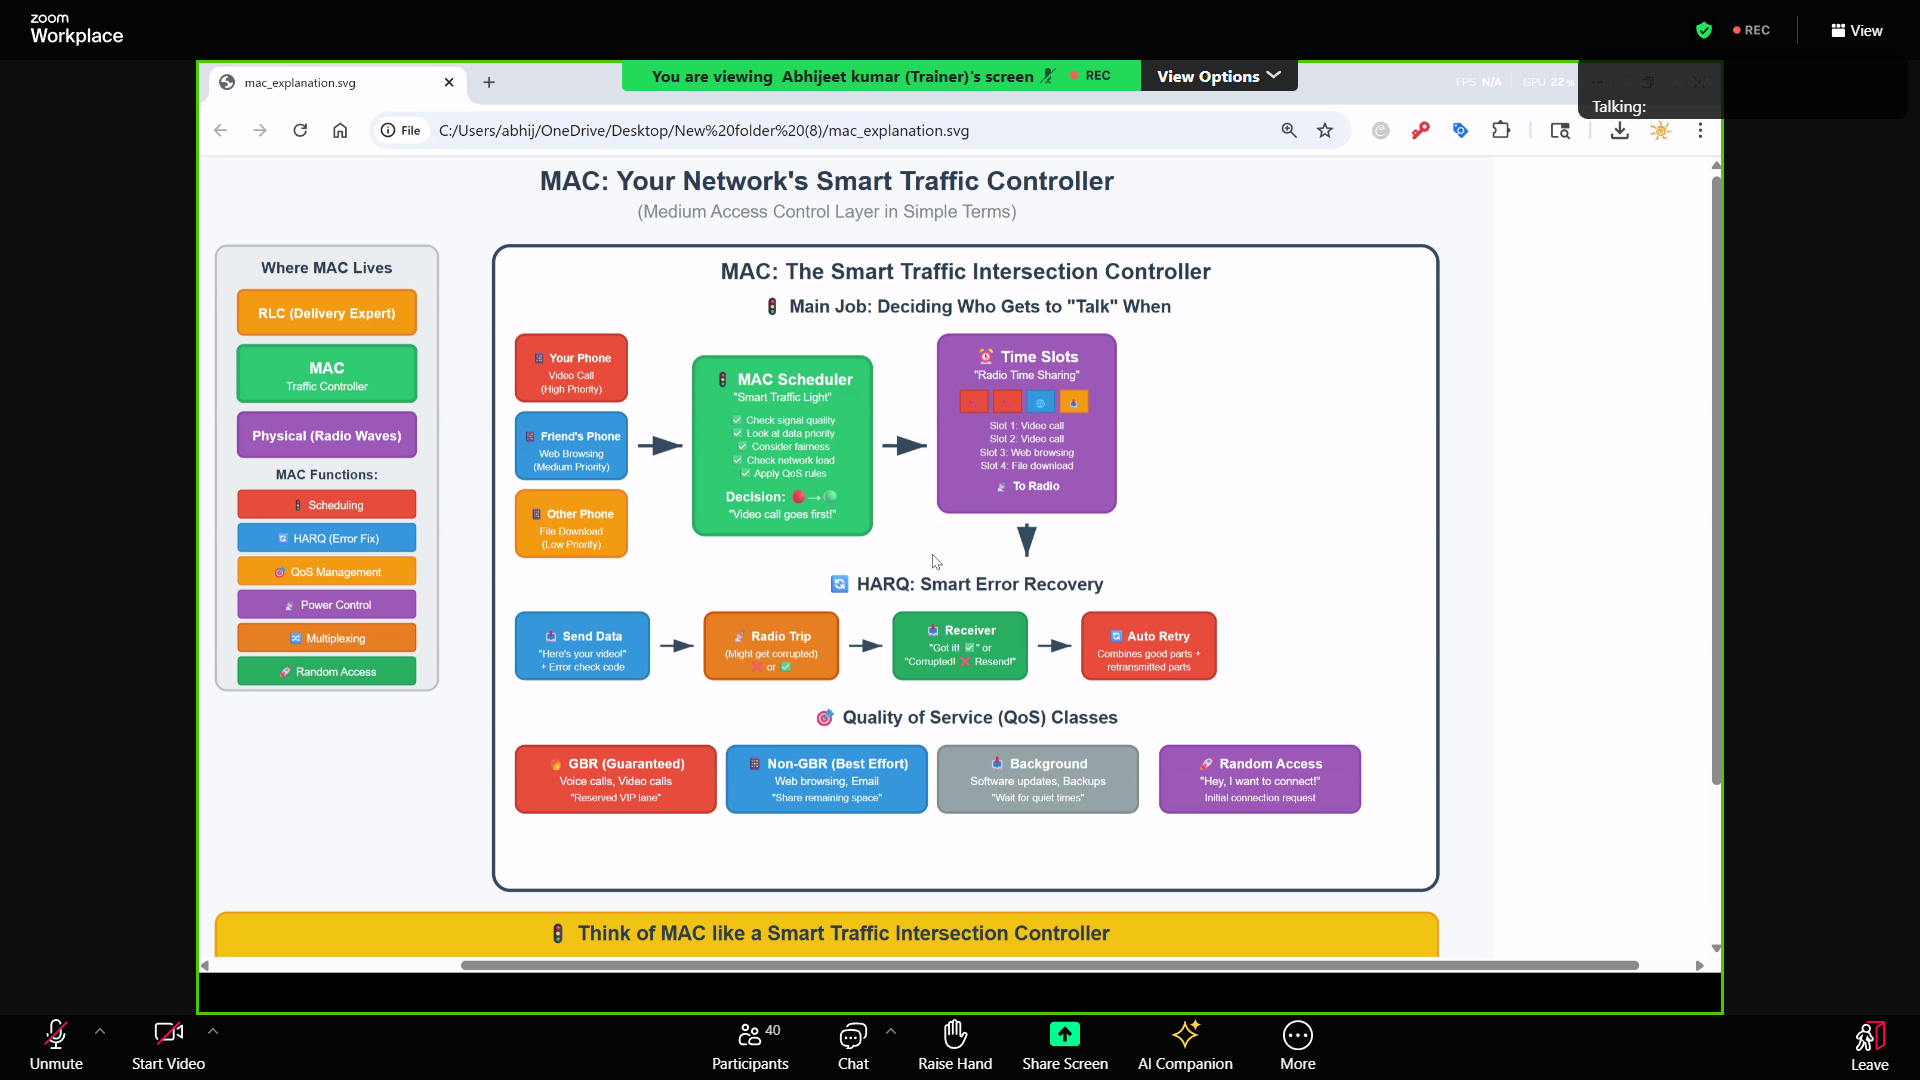 zoom
Workplace
REC
View
mac_explanation.svg
You are viewing Abhijeet kumar (Trainer)'s screen
REC
View Options
FPS N/A
GPU 22%
Talking:
File
C:/Users/abhij/OneDrive/Desktop/New%20folder%20(8)/mac_explanation.svg
MAC: Your Network's Smart Traffic Controller
(Medium Access Control Layer in Simple Terms)
Where MAC Lives
RLC (Delivery Expert)
MAC
Traffic Controller
Physical (Radio Waves)
MAC Functions:
Scheduling
HARQ (Error Fix)
QoS Management
Power Control
Multiplexing
Random Access
MAC: The Smart Traffic Intersection Controller
Main Job: Deciding Who Gets to "Talk" When
Your Phone
Video Call
(High Priority)
Friend's Phone
Web Browsing
(Medium Priority)
Other Phone
File Download
(Low Priority)
MAC Scheduler
"Smart Traffic Light"
Check signal quality
Look at data priority
Consider fairness
Check network load
Apply QoS rules
Decision: →
"Video call goes first!"
Time Slots
"Radio Time Sharing"
Slot 1: Video call
Slot 2: Video call
Slot 3: Web browsing
Slot 4: File download
To Radio
HARQ: Smart Error Recovery
Send Data
"Here's your video!"
+ Error check code
Radio Trip
(Might get corrupted)
or
Receiver
"Got it! ✅" or
"Corrupted! ❌ Resend!"
Auto Retry
Combines good parts +
retransmitted parts
Quality of Service (QoS) Classes
GBR (Guaranteed)
Voice calls, Video calls
"Reserved VIP lane"
Non-GBR (Best Effort)
Web browsing, Email
"Share remaining space"
Background
Software updates, Backups
"Wait for quiet times"
Random Access
"Hey, I want to connect!"
Initial connection request
Think of MAC like a Smart Traffic Intersection Controller
Unmute
Start Video
Participants
40
Chat
Raise Hand
Share Screen
AI Companion
More
Leave